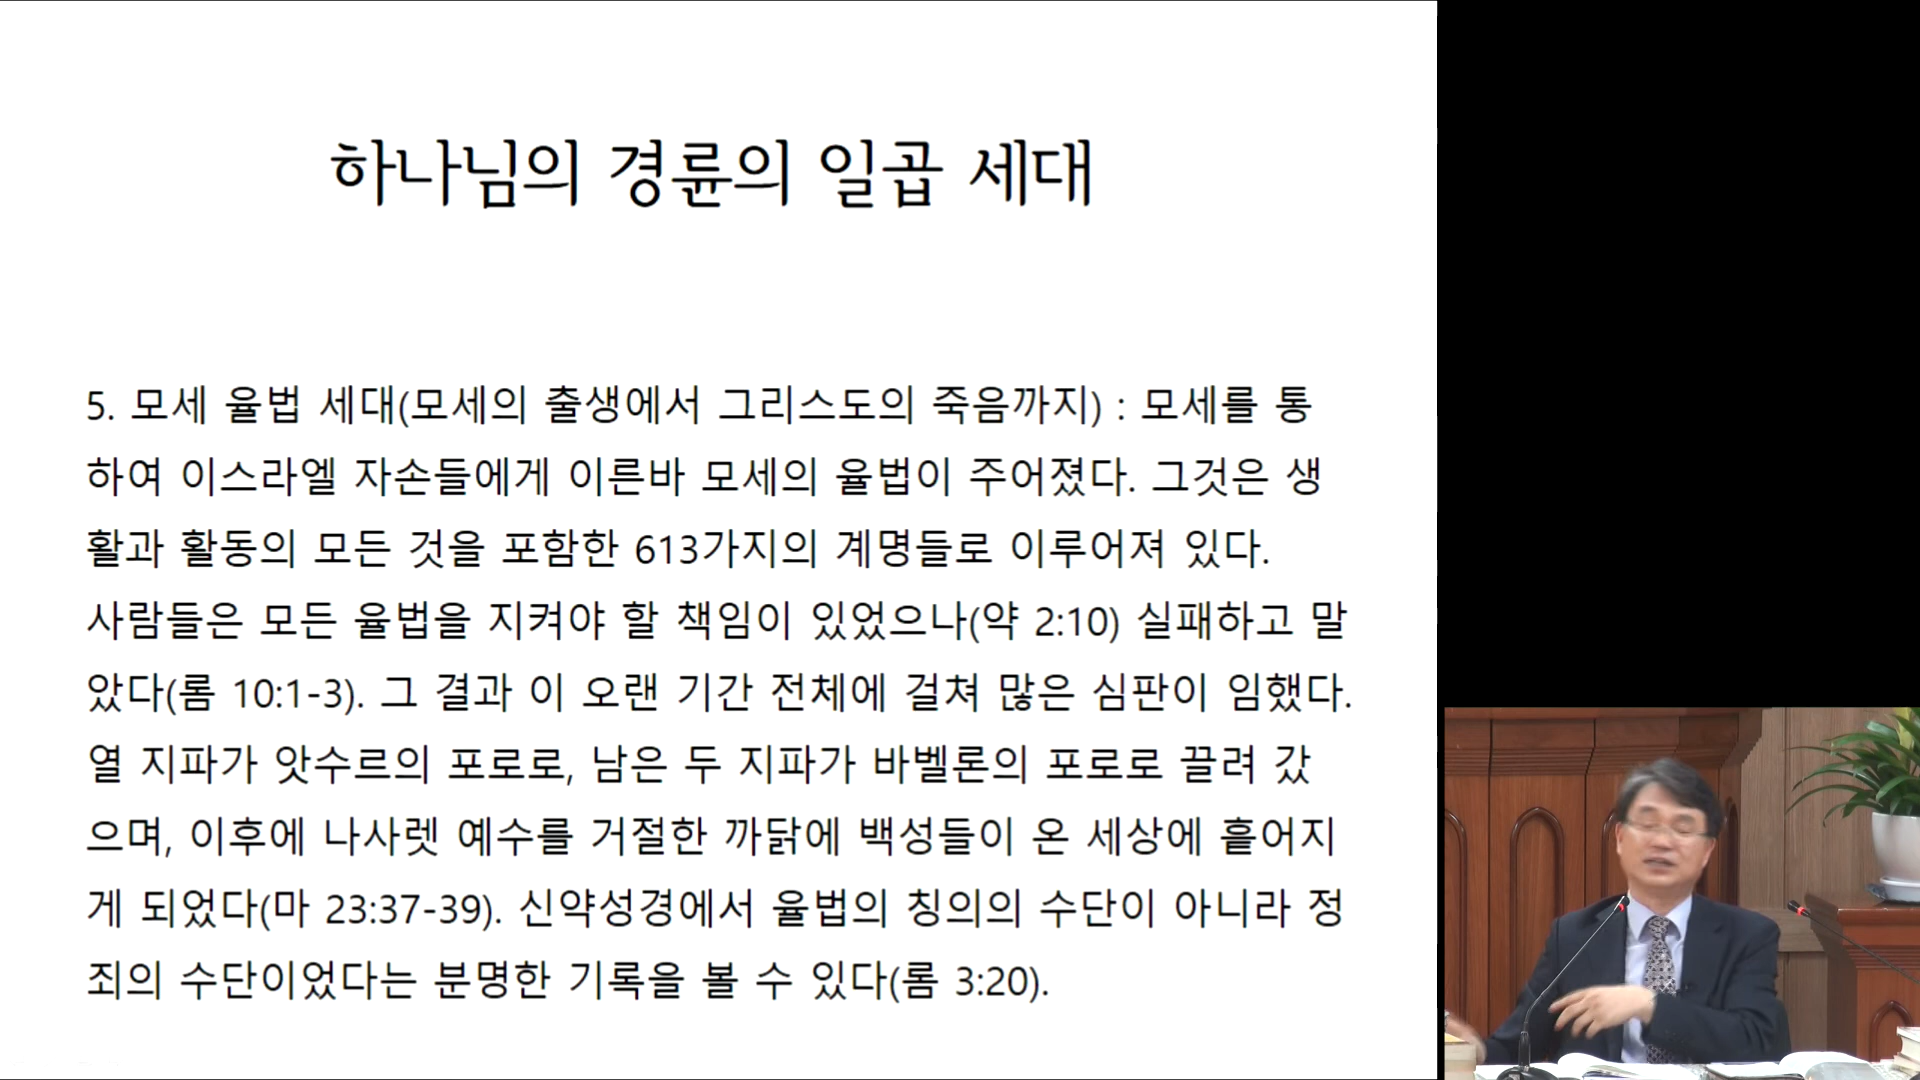 하나님의 경륜의 일곱 세대
5. 모세 율법 세대(모세의 출생에서 그리스도의 죽음까지) : 모세를 통
하여 이스라엘 자손들에게 이른바 모세의 율법이 주어졌다. 그것은 생
활과 활동의 모든 것을 포함한 613가지의 계명들로 이루어져 있다.
사람들은 모든 율법을 지켜야 할 책임이 있었으나(약 2:10) 실패하고 말
았다(롬 10:1-3). 그 결과 이 오랜 기간 전체에 걸쳐 많은 심판이 임했다.
열 지파가 앗수르의 포로로, 남은 두 지파가 바벨론의 포로로 끌려 갔
으며, 이후에 나사렛 예수를 거절한 까닭에 백성들이 온 세상에 흩어지
게 되었다(마 23:37-39). 신약성경에서 율법의 칭의의 수단이 아니라 정
죄의 수단이었다는 분명한 기록을 볼 수 있다(롬 3:20).